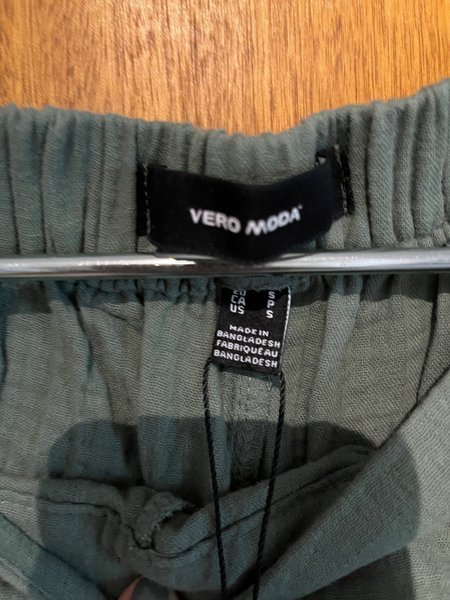 VERO MODA
EU S
CA P
US S
MADE IN
BANGLADESH
FABRIQUÉ AU
BANGLADESH